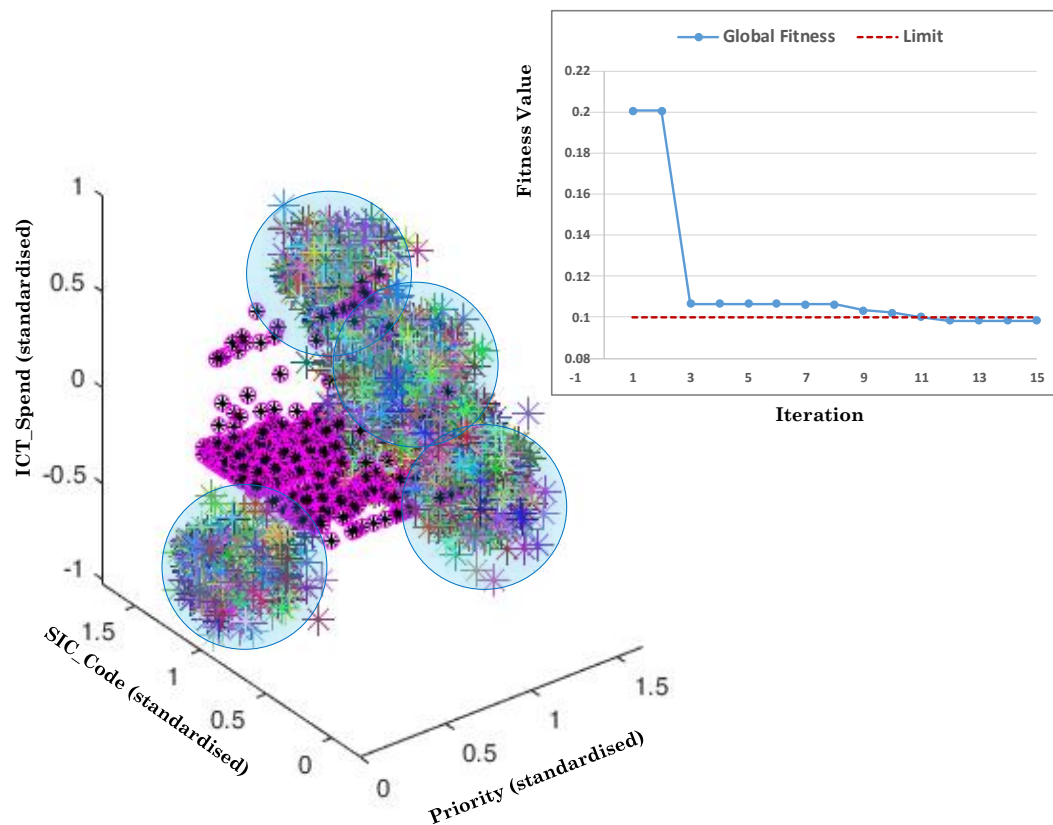 Global Fitness
Limit
Fitness Value
0.22
0.2
0.18
0.16
0.14
0.12
0.1
0.08
-1 1 3 5 7 9 11 13 15
Iteration
ICT_Spend (standardised)
1
0.5
0
-0.5
-1
SIC_Code (standardised)
1.5
1
0.5
0
Priority (standardised)
0
0.5
1
1.5